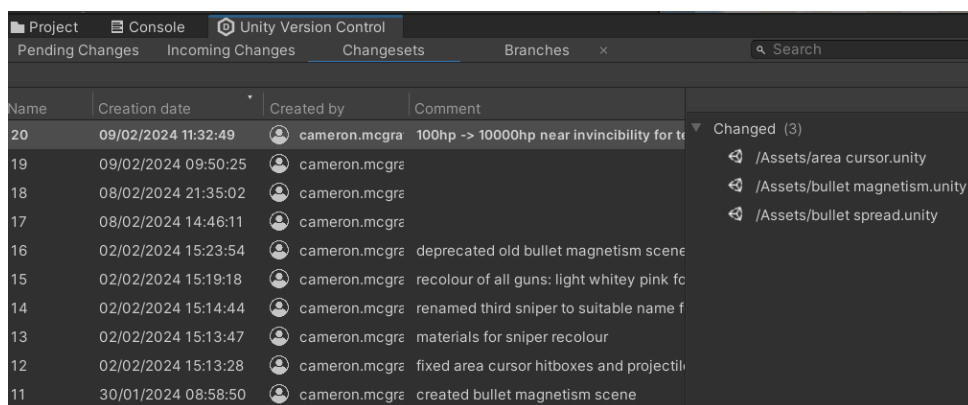 Project Console Unity Version Control
Pending Changes Incoming Changes Changesets Branches × Search
Name Creation date Created by Comment
20 09/02/2024 11:32:49 cameron.mcgra 100hp -> 10000hp near invincibility for te
Changed (3)
19 09/02/2024 09:50:25 cameron.mcgra
/Assets/area cursor.unity
18 08/02/2024 21:35:02 cameron.mcgra
/Assets/bullet magnetism.unity
17 08/02/2024 14:46:11 cameron.mcgra
/Assets/bullet spread.unity
16 02/02/2024 15:23:54 cameron.mcgra deprecated old bullet magnetism scene
15 02/02/2024 15:19:18 cameron.mcgra recolour of all guns: light whitey pink fo
14 02/02/2024 15:14:44 cameron.mcgra renamed third sniper to suitable name f
13 02/02/2024 15:13:47 cameron.mcgra materials for sniper recolour
12 02/02/2024 15:13:28 cameron.mcgra fixed area cursor hitboxes and projectil
11 30/01/2024 08:58:50 cameron.mcgra created bullet magnetism scene